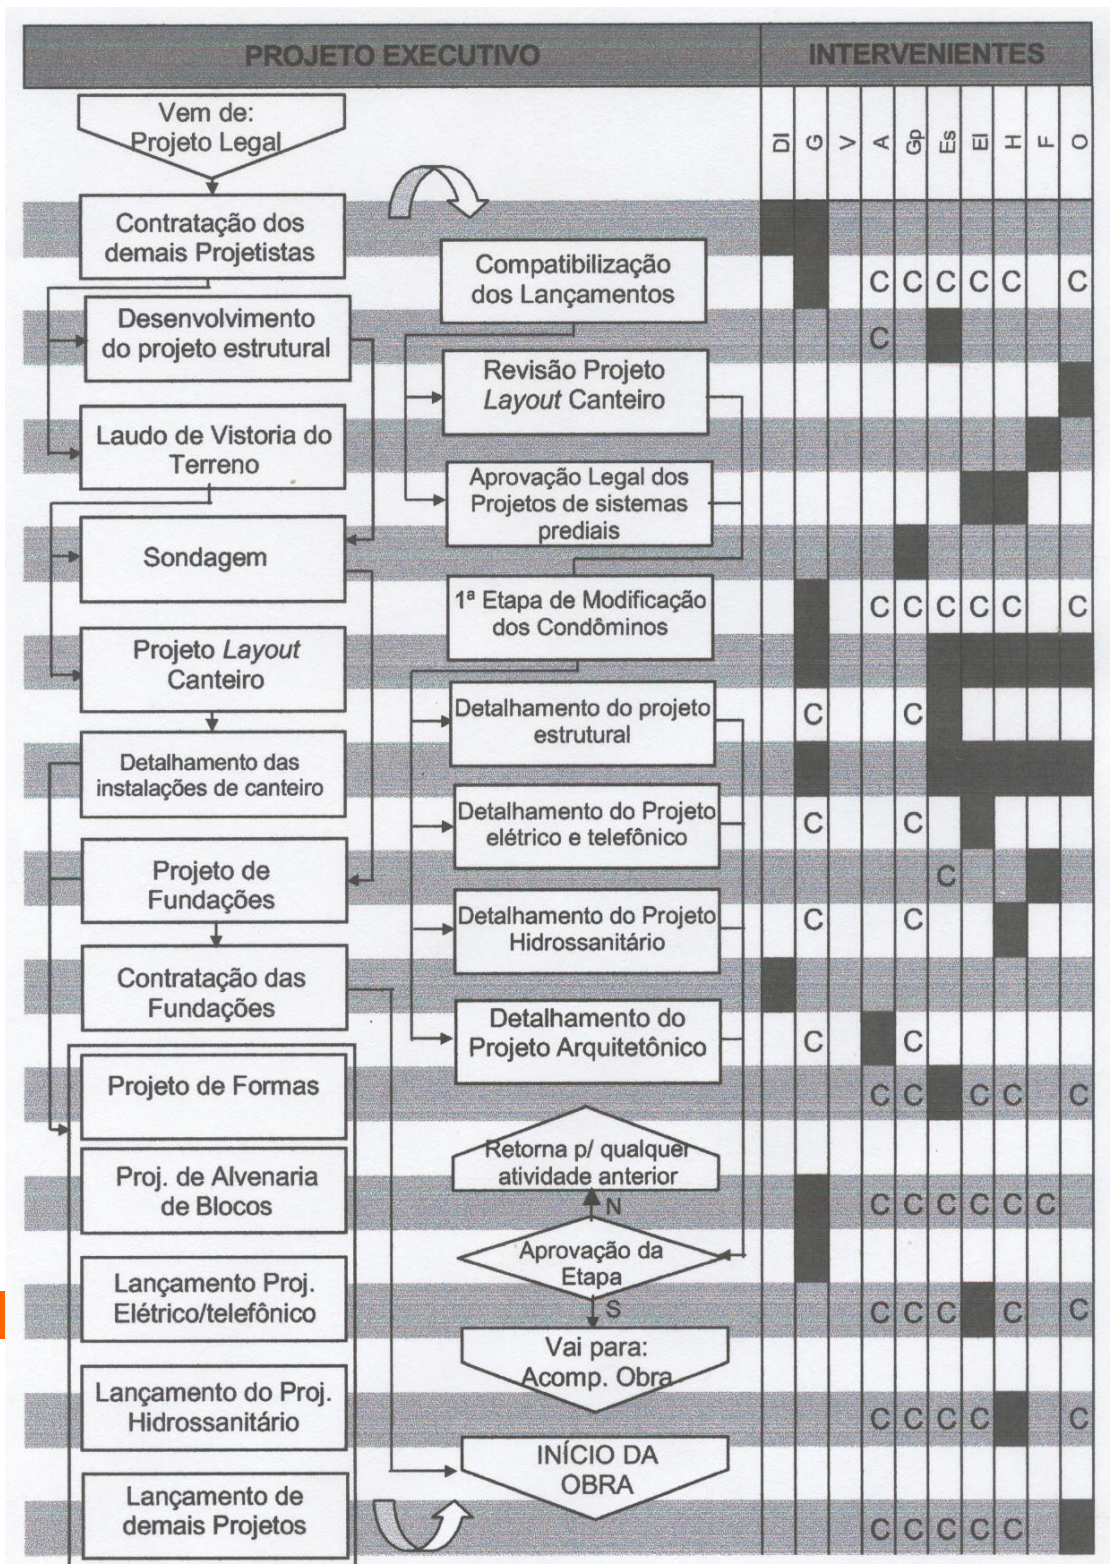 PROJETO EXECUTIVO
INTERVENIENTES
DI G V A Gp Es El H F O
Vem de:
Projeto Legal
Contratação dos
demais Projetistas
Desenvolvimento
do projeto estrutural
Laudo de Vistoria do
Terreno
Sondagem
Projeto Layout
Canteiro
Detalhamento das
instalações de canteiro
Projeto de
Fundações
Contratação das
Fundações
Projeto de Formas
Proj. de Alvenaria
de Blocos
Lançamento Proj.
Elétrico/telefônico
Lançamento do Proj.
Hidrossanitário
Lançamento de
demais Projetos
Compatibilização
dos Lançamentos
Revisão Projeto
Layout Canteiro
Aprovação Legal dos
Projetos de sistemas
prediais
1ª Etapa de Modificação
dos Condôminos
Detalhamento do projeto
estrutural
Detalhamento do Projeto
elétrico e telefônico
Detalhamento do Projeto
Hidrossanitário
Detalhamento do
Projeto Arquitetônico
Retorna p/ qualquer
atividade anterior
N
Aprovação da
Etapa
S
Vai para:
Acomp. Obra
INÍCIO DA
OBRA
C C C C C C
C
C C C C C C
C C
C C
C
C C
C C
C C C C C
C C C C C C
C C C C C
C C C C C
C C C C C